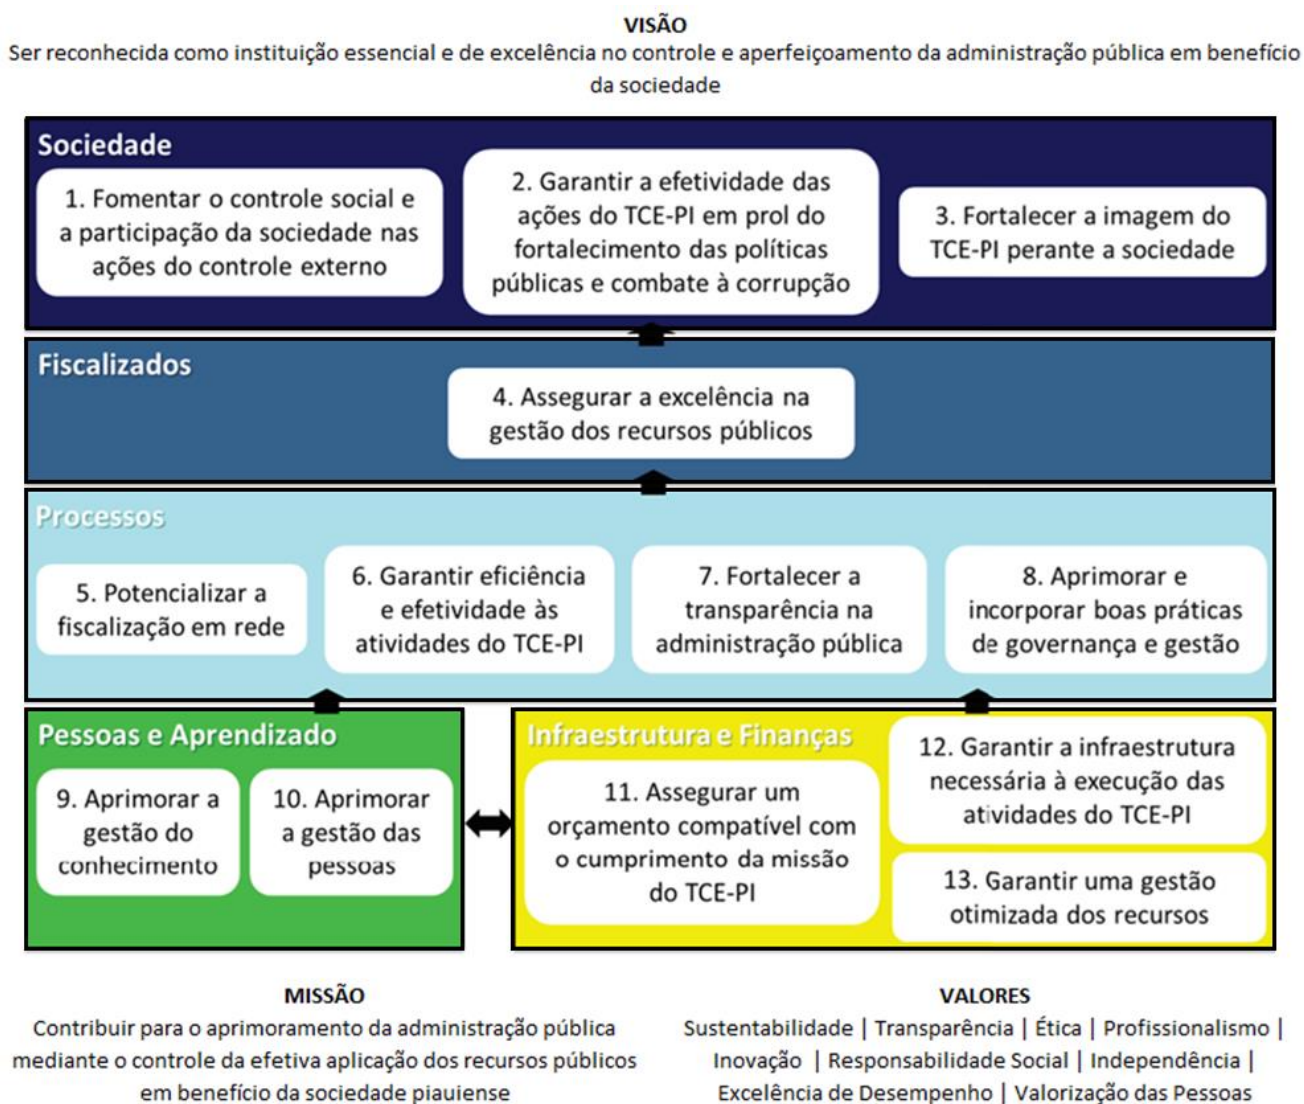 VISÃO
Ser reconhecida como instituição essencial e de excelência no controle e aperfeiçoamento da administração pública em benefício
da sociedade
Sociedade
1. Fomentar o controle social e
a participação da sociedade nas
ações do controle externo
2. Garantir a efetividade das
ações do TCE-PI em prol do
fortalecimento das políticas
públicas e combate à corrupção
3. Fortalecer a imagem do
TCE-PI perante a sociedade
Fiscalizados
4. Assegurar a excelência na
gestão dos recursos públicos
Processos
5. Potencializar a
fiscalização em rede
6. Garantir eficiência
e efetividade às
atividades do TCE-PI
7. Fortalecer a
transparência na
administração pública
8. Aprimorar e
incorporar boas práticas
de governança e gestão
Pessoas e Aprendizado
9. Aprimorar a
gestão do
conhecimento
10. Aprimorar
a gestão das
pessoas
Infraestrutura e Finanças
11. Assegurar um
orçamento compatível com
o cumprimento da missão
do TCE-PI
12. Garantir a infraestrutura
necessária à execução das
atividades do TCE-PI
13. Garantir uma gestão
otimizada dos recursos
MISSÃO
Contribuir para o aprimoramento da administração pública
mediante o controle da efetiva aplicação dos recursos públicos
em benefício da sociedade piauiense
VALORES
Sustentabilidade | Transparência | Ética | Profissionalismo |
Inovação | Responsabilidade Social | Independência |
Excelência de Desempenho | Valorização das Pessoas